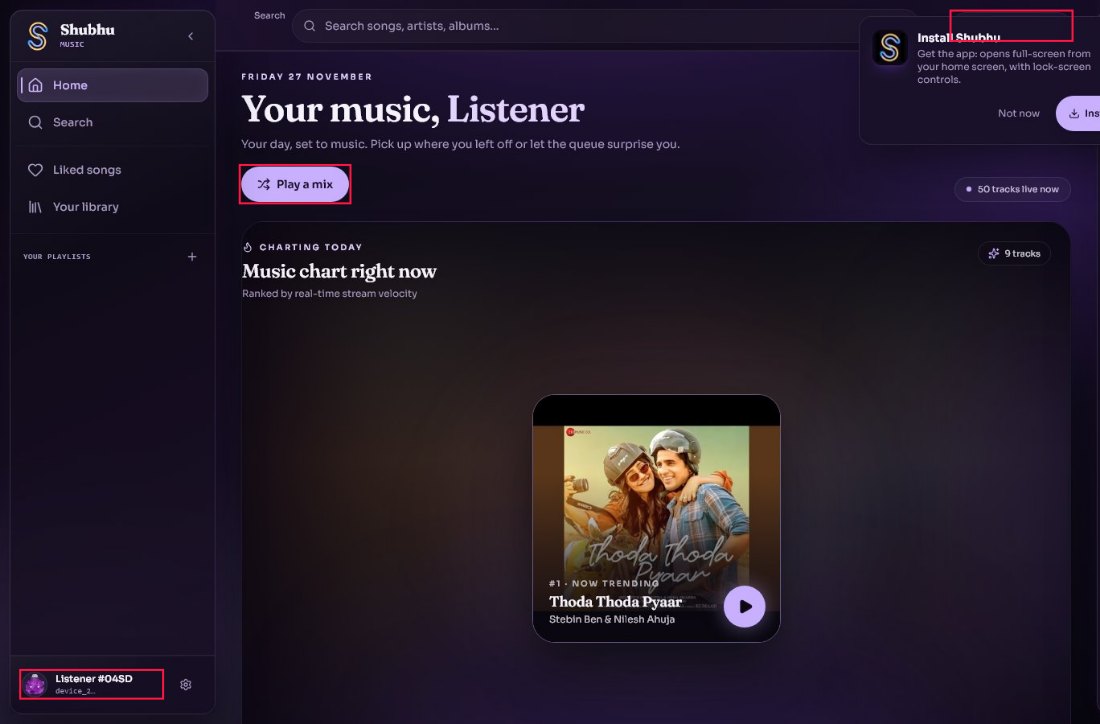 Shubhu
MUSIC
Home
Search
Liked songs
Your library
YOUR PLAYLISTS
Listener #04SD
device_2…
Search
Search songs, artists, albums...
Install Shubhu
Get the app: opens full-screen from
your home screen, with lock-screen
controls.
Not now
Ins
FRIDAY 27 NOVEMBER
Your music, Listener
Your day, set to music. Pick up where you left off or let the queue surprise you.
Play a mix
50 tracks live now
CHARTING TODAY
Music chart right now
Ranked by real-time stream velocity
9 tracks
Thoda Thoda
Pyaar
#1 · NOW TRENDING
Thoda Thoda Pyaar
Stebin Ben & Nilesh Ahuja